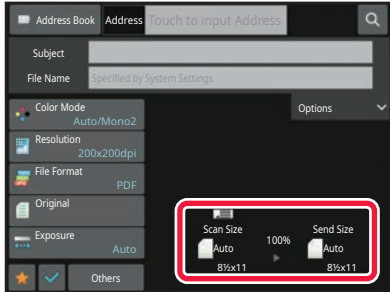 Address Book Address Touch to input Address
Subject
File Name Specified by System Settings
Color Mode
Auto/Mono2
Options
Resolution
200x200dpi
File Format
PDF
Original
Scan Size 100% Send Size
Auto Auto
8½x11 8½x11
Exposure
Auto
Others